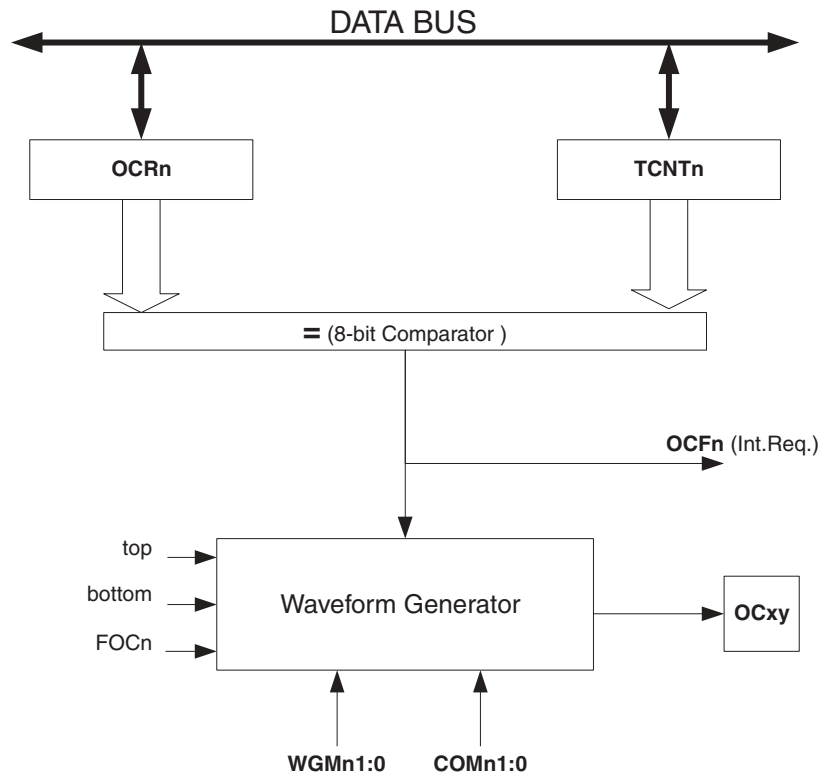 DATA BUS
OCRn
TCNTn
= (8-bit Comparator )
OCFn (Int.Req.)
top
bottom
FOCn
Waveform Generator
OCxy
WGMn1:0
COMn1:0